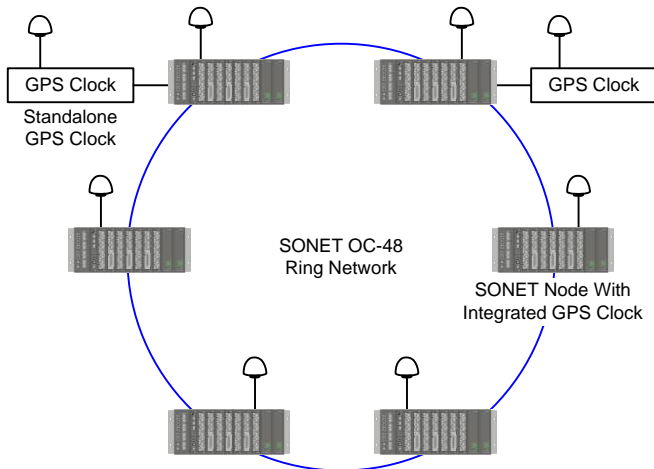 GPS Clock
Standalone
GPS Clock
GPS Clock
SONET OC-48
Ring Network
SONET Node With
Integrated GPS Clock